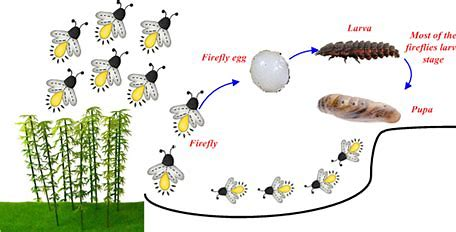 Larva
Most of the
fireflies larv
stage
Firefly egg
Pupa
Firefly